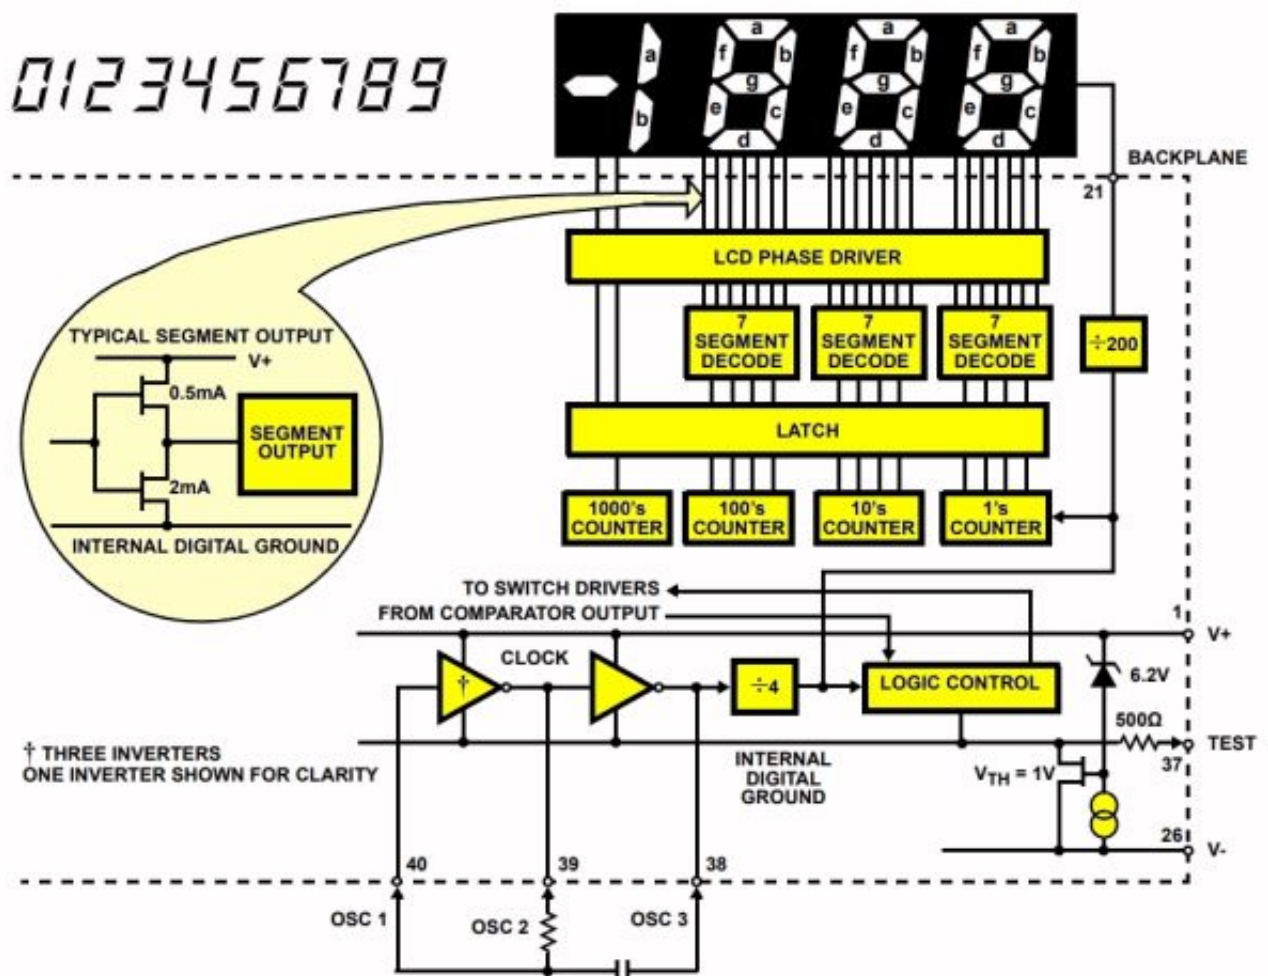 0123456789
a
b
a
f
b
g
e
c
d
a
f
b
g
e
c
d
a
f
b
g
e
c
d
BACKPLANE
21
LCD PHASE DRIVER
TYPICAL SEGMENT OUTPUT
V+
0.5mA
SEGMENT
OUTPUT
2mA
INTERNAL DIGITAL GROUND
7
SEGMENT
DECODE
7
SEGMENT
DECODE
7
SEGMENT
DECODE
÷200
LATCH
1000's
COUNTER
100's
COUNTER
10's
COUNTER
1's
COUNTER
TO SWITCH DRIVERS
FROM COMPARATOR OUTPUT
1
V+
CLOCK
†
÷4
LOGIC CONTROL
6.2V
500Ω
TEST
37
† THREE INVERTERS
ONE INVERTER SHOWN FOR CLARITY
INTERNAL
DIGITAL
GROUND
VTH = 1V
26
V-
40
39
38
OSC 1
OSC 2
OSC 3